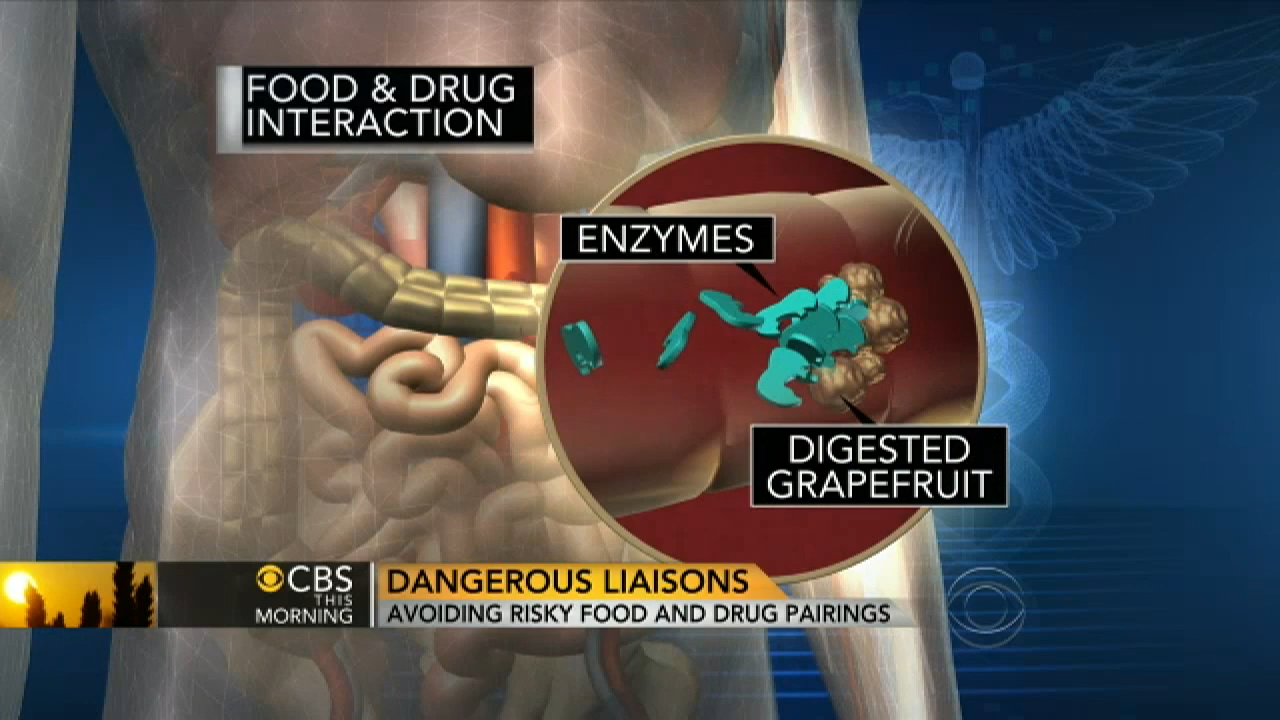 FOOD & DRUG
INTERACTION
ENZYMES
DIGESTED
GRAPEFRUIT
CBS
THIS
MORNING
DANGEROUS LIAISONS
AVOIDING RISKY FOOD AND DRUG PAIRINGS